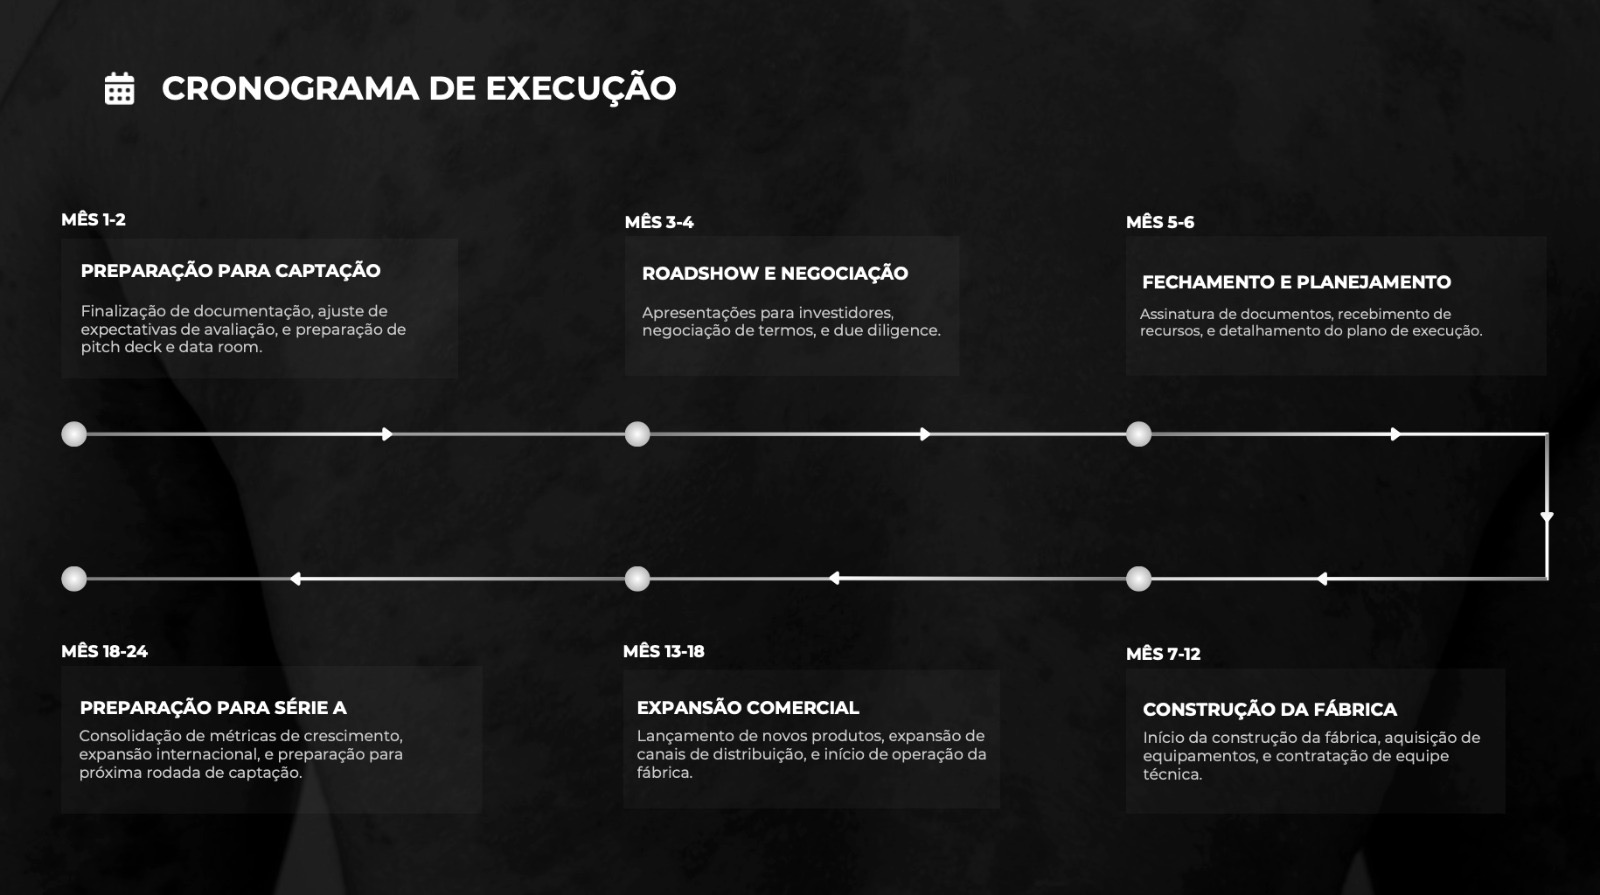 CRONOGRAMA DE EXECUÇÃO
MÊS 1-2
PREPARAÇÃO PARA CAPTAÇÃO
Finalização de documentação, ajuste de
expectativas de avaliação, e preparação de
pitch deck e data room.
MÊS 3-4
ROADSHOW E NEGOCIAÇÃO
Apresentações para investidores,
negociação de termos, e due diligence.
MÊS 5-6
FECHAMENTO E PLANEJAMENTO
Assinatura de documentos, recebimento de
recursos, e detalhamento do plano de execução.
MÊS 18-24
PREPARAÇÃO PARA SÉRIE A
Consolidação de métricas de crescimento,
expansão internacional, e preparação para
próxima rodada de captação.
MÊS 13-18
EXPANSÃO COMERCIAL
Lançamento de novos produtos, expansão de
canais de distribuição, e início de operação da
fábrica.
MÊS 7-12
CONSTRUÇÃO DA FÁBRICA
Início da construção da fábrica, aquisição de
equipamentos, e contratação de equipe
técnica.